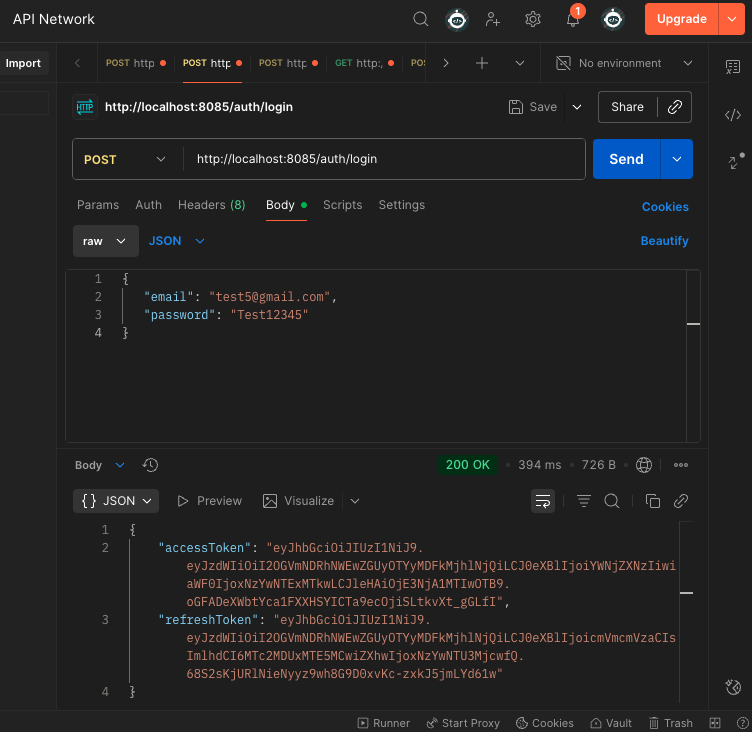 API Network
1
Upgrade
Import
POST http
POST http
POST http
GET http:,
No environment
HTTP
http://localhost:8085/auth/login
Save
Share
POST
http://localhost:8085/auth/login
Send
Params Auth Headers (8) Body Scripts Settings
Cookies
raw
JSON
Beautify
1 {
2 "email": "test5@gmail.com",
3 "password": "Test12345"
4 }
Body
200 OK
394 ms
726 B
{} JSON
Preview
Visualize
1 {
2 "accessToken": "eyJhbGciOiJIUzI1NiJ9.
eyJzdWIiOiI2OGVmNDRhNWEwZGUyOTYyMDFkMjhlNjQiLCJ0eXBlIjoiYWNjZXNzIiwi
aWF0IjoxNzYwNTExMTkwLCJleHAiOjE3NjA1MTIwOTB9.
oGFADeXWbtYca1FXXHSYICTa9ecOjiSLtkvXt_gGLfI",
3 "refreshToken": "eyJhbGciOiJIUzI1NiJ9.
eyJzdWIiOiI2OGVmNDRhNWEwZGUyOTYyMDFkMjhlNjQiLCJ0eXBlIjoicmVmcmVzaCIs
ImlhdCI6MTc2MDUxMTE5MCwiZXhwIjoxNzYwNTU3MjcwfQ.
68S2sKjURlNieNyyz9wh8G9D0xvKc-zxkJ5jmLYd61w"
4 }
Runner
Start Proxy
Cookies
Vault
Trash